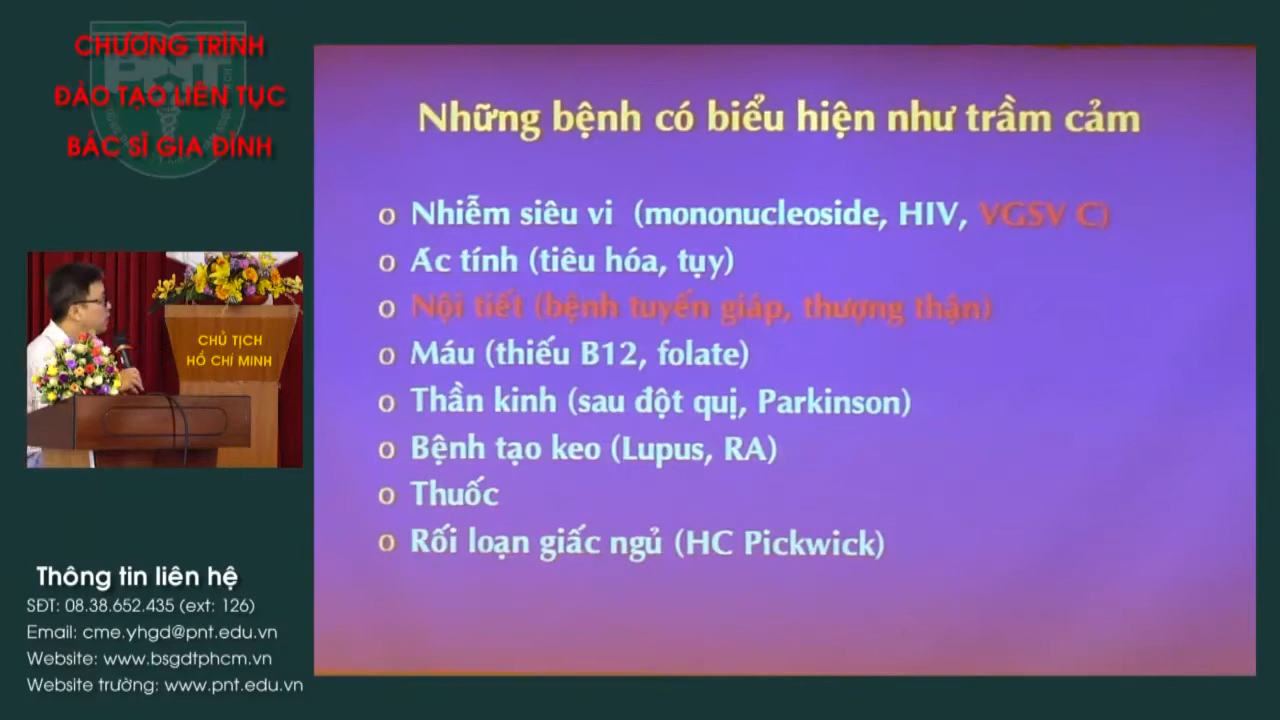 CHƯƠNG TRÌNH
ĐÀO TẠO LIÊN TỤC
BÁC SĨ GIA ĐÌNH
PNT
Những bệnh có biểu hiện như trầm cảm
o Nhiễm siêu vi (mononucleoside, HIV, VGSV C)
o Ác tính (tiêu hóa, tụy)
o Nội tiết (bệnh tuyến giáp, thượng thận)
o Máu (thiếu B12, folate)
o Thần kinh (sau đột quị, Parkinson)
o Bệnh tạo keo (Lupus, RA)
o Thuốc
o Rối loạn giấc ngủ (HC Pickwick)
CHỦ TỊCH
HỒ CHÍ MINH
Thông tin liên hệ
SĐT: 08.38.652.435 (ext: 126)
Email: cme.yhgd@pnt.edu.vn
Website: www.bsgdtphcm.vn
Website trường: www.pnt.edu.vn